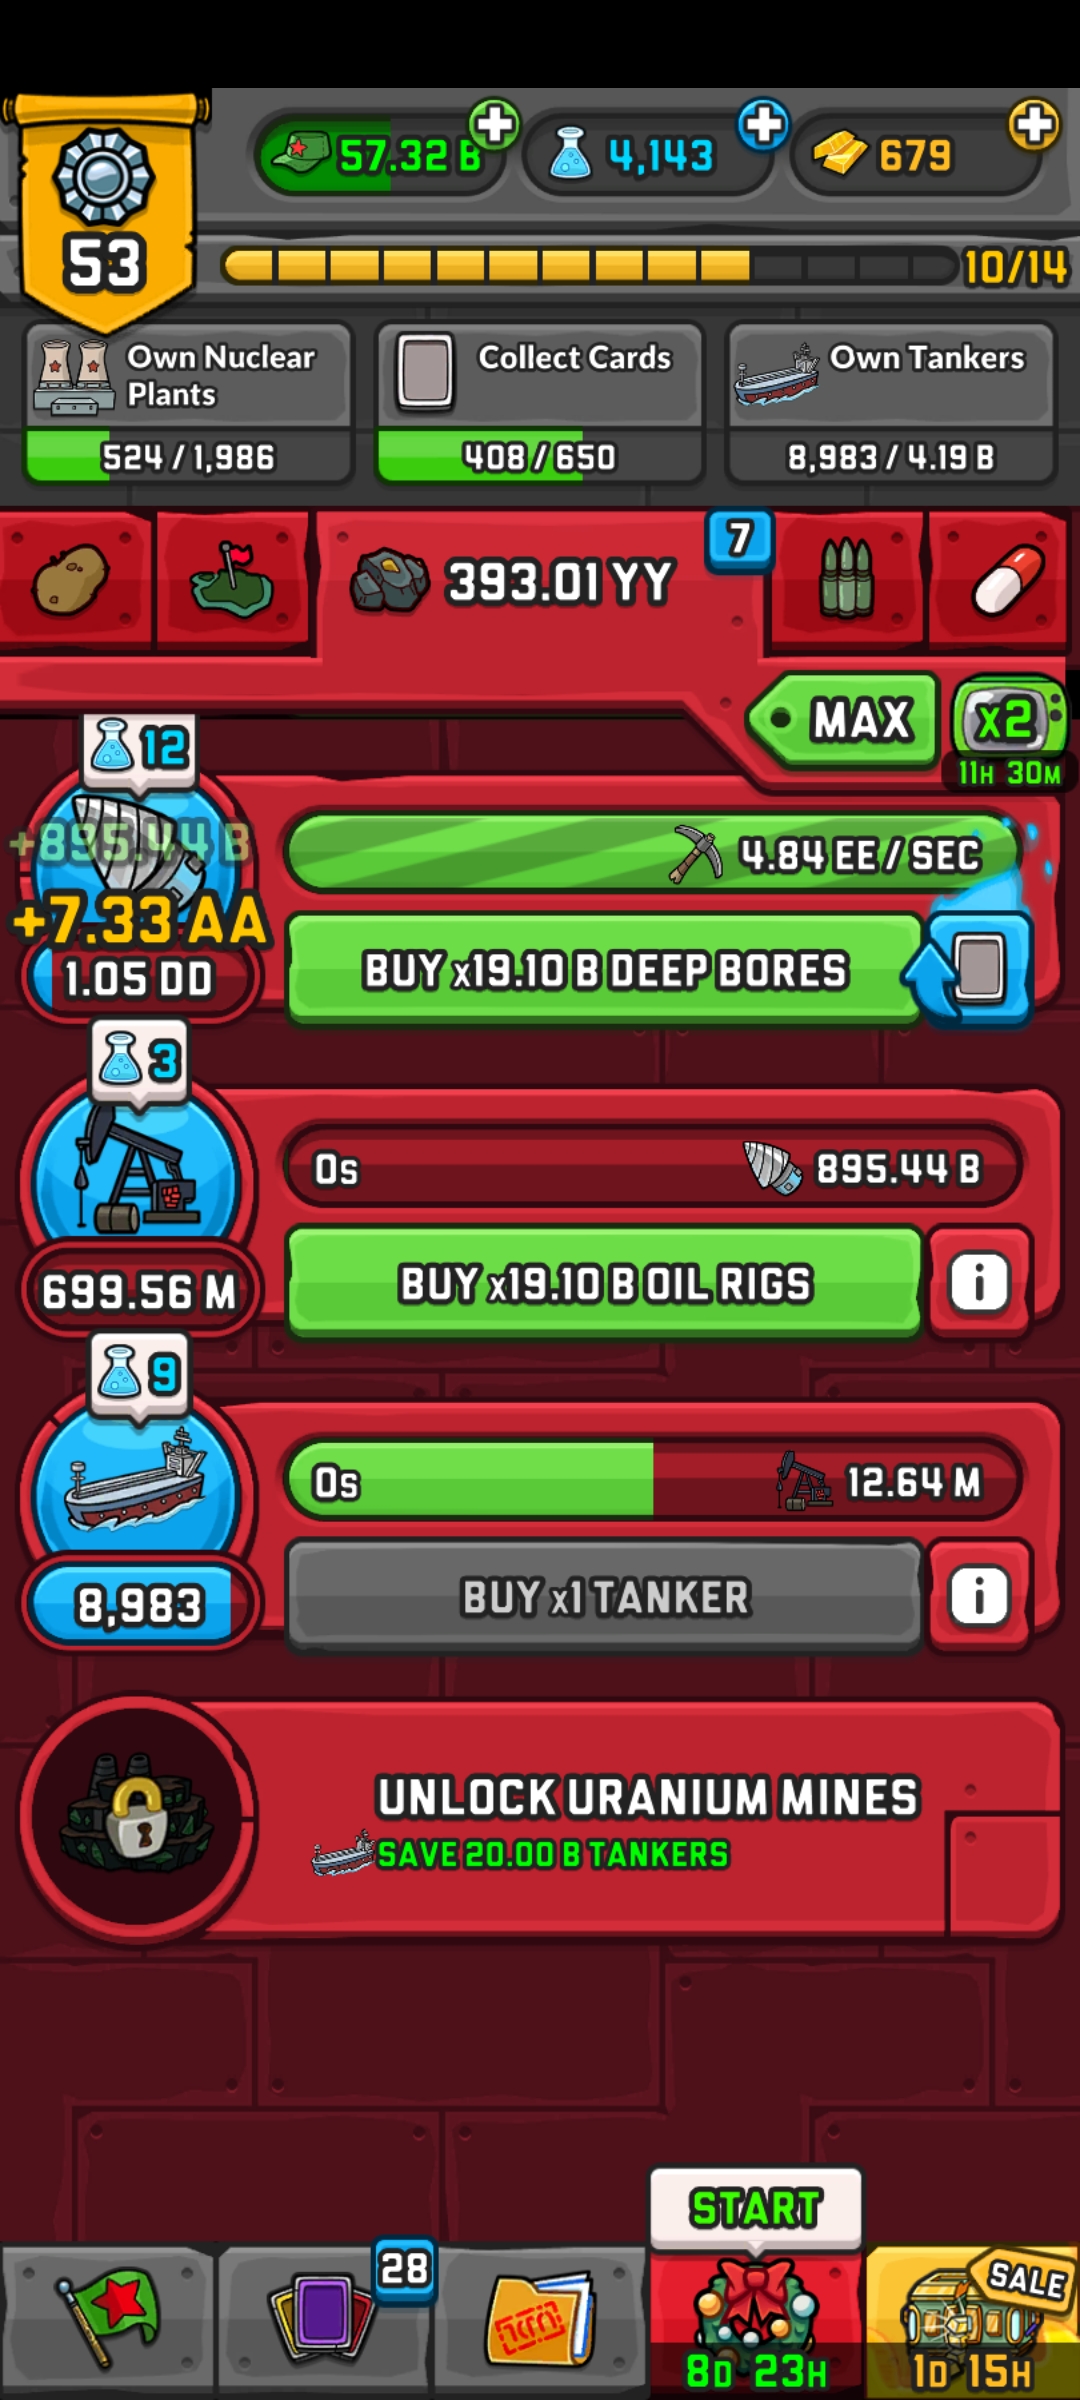 57.32 B
4,143
679
53
10/14
Own Nuclear
Plants
524 / 1,986
Collect Cards
408 / 650
Own Tankers
8,983 / 4.19 B
393.01 YY
7
MAX
x2
11H 30M
12
+895.44 B
+7.33 AA
1.05 DD
4.84 EE / SEC
BUY x19.10 B DEEP BORES
3
0s
895.44 B
699.56 M
BUY x19.10 B OIL RIGS
i
9
0s
12.64 M
8,983
BUY x1 TANKER
i
UNLOCK URANIUM MINES
SAVE 20.00 B TANKERS
START
28
SALE
8D 23H
1D 15H